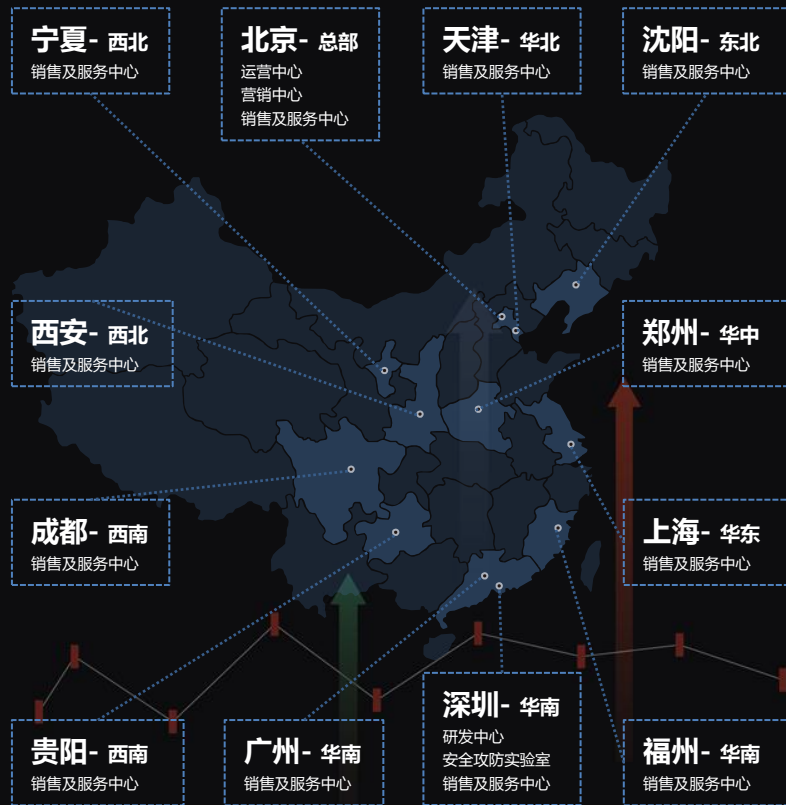 宁夏- 西北
销售及服务中心
北京- 总部
运营中心
营销中心
销售及服务中心
天津- 华北
销售及服务中心
沈阳- 东北
销售及服务中心
西安- 西北
销售及服务中心
郑州- 华中
销售及服务中心
成都- 西南
销售及服务中心
上海- 华东
销售及服务中心
贵阳- 西南
销售及服务中心
广州- 华南
销售及服务中心
深圳- 华南
研发中心
安全攻防实验室
销售及服务中心
福州- 华南
销售及服务中心